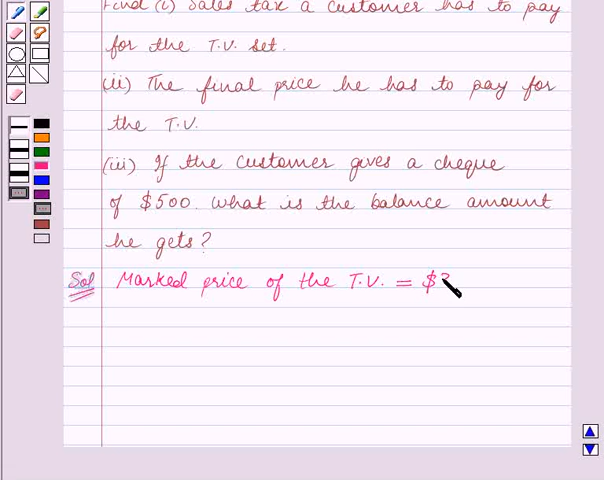 Find (i) Sales tax a customer has to pay
for the T.V. set.
(ii) The final price he has to pay for
the T.V.
(iii) If the customer gives a cheque
of $500. What is the balance amount
he gets?
Sol Marked price of the T.V. = $